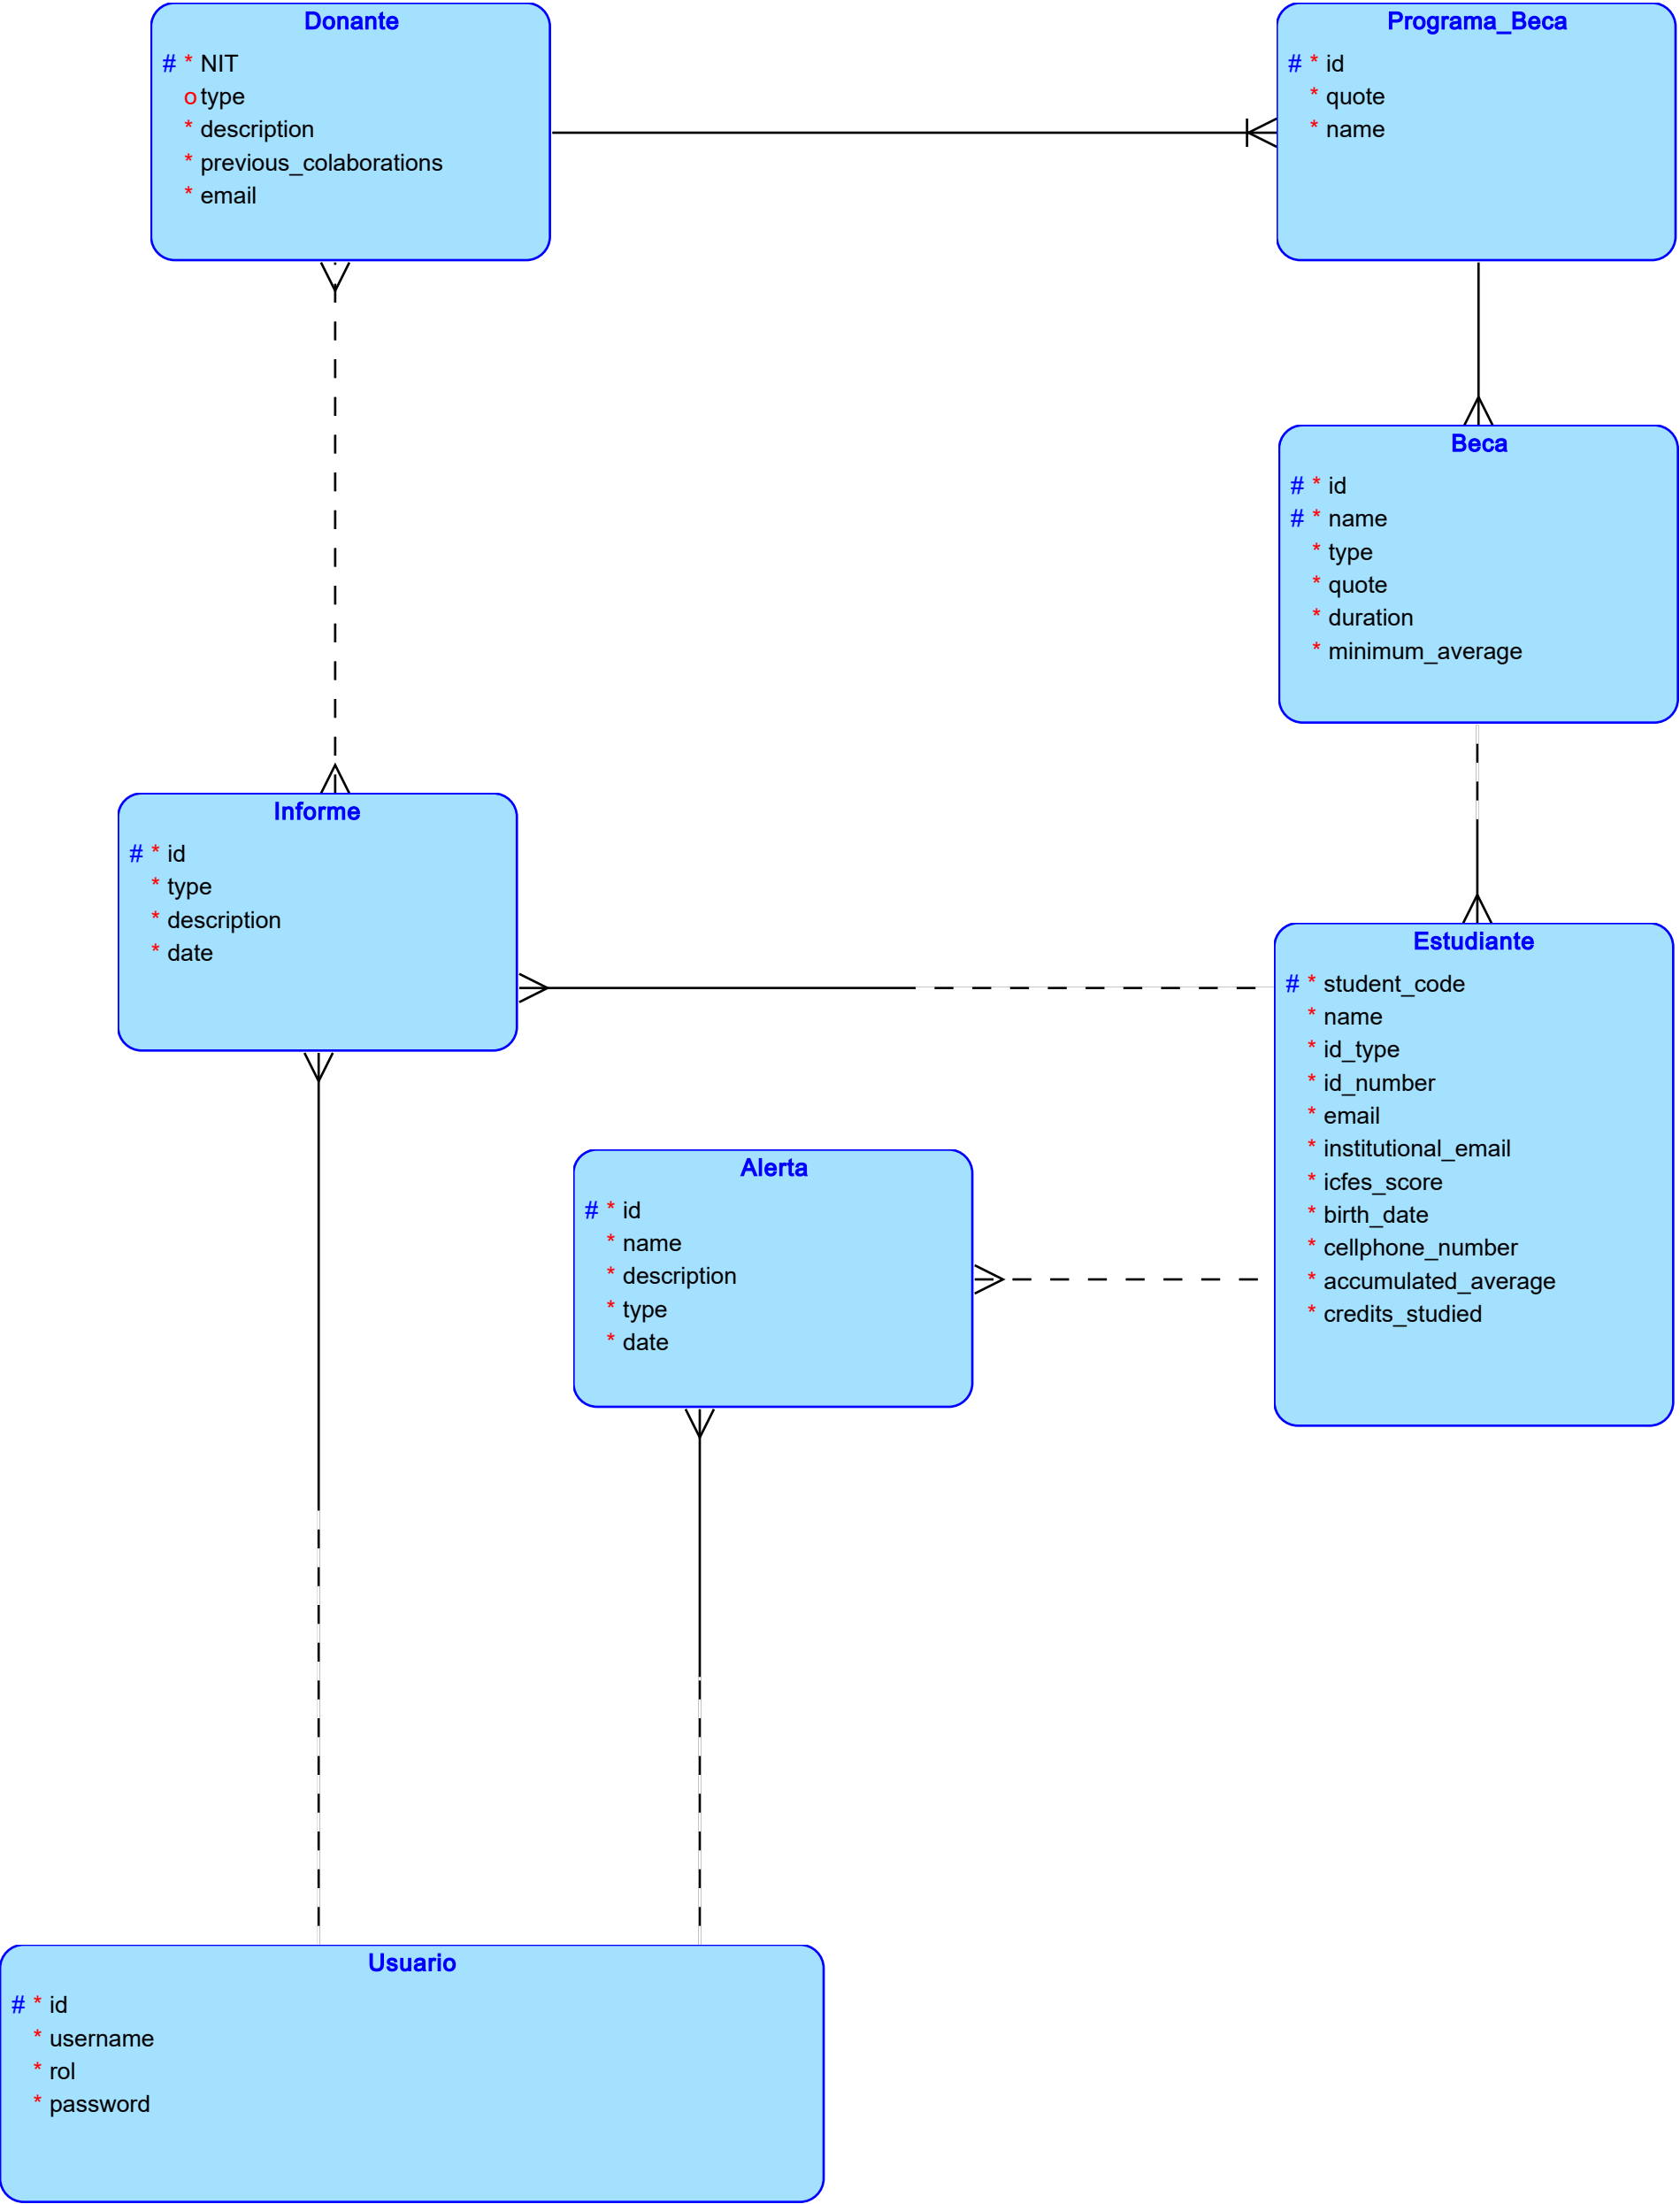 Donante
# * NIT
o type
* description
* previous_colaborations
* email
Programa_Beca
# * id
* quote
* name
Beca
# * id
# * name
* type
* quote
* duration
* minimum_average
Informe
# * id
* type
* description
* date
Estudiante
# * student_code
* name
* id_type
* id_number
* email
* institutional_email
* icfes_score
* birth_date
* cellphone_number
* accumulated_average
* credits_studied
Alerta
# * id
* name
* description
* type
* date
Usuario
# * id
* username
* rol
* password